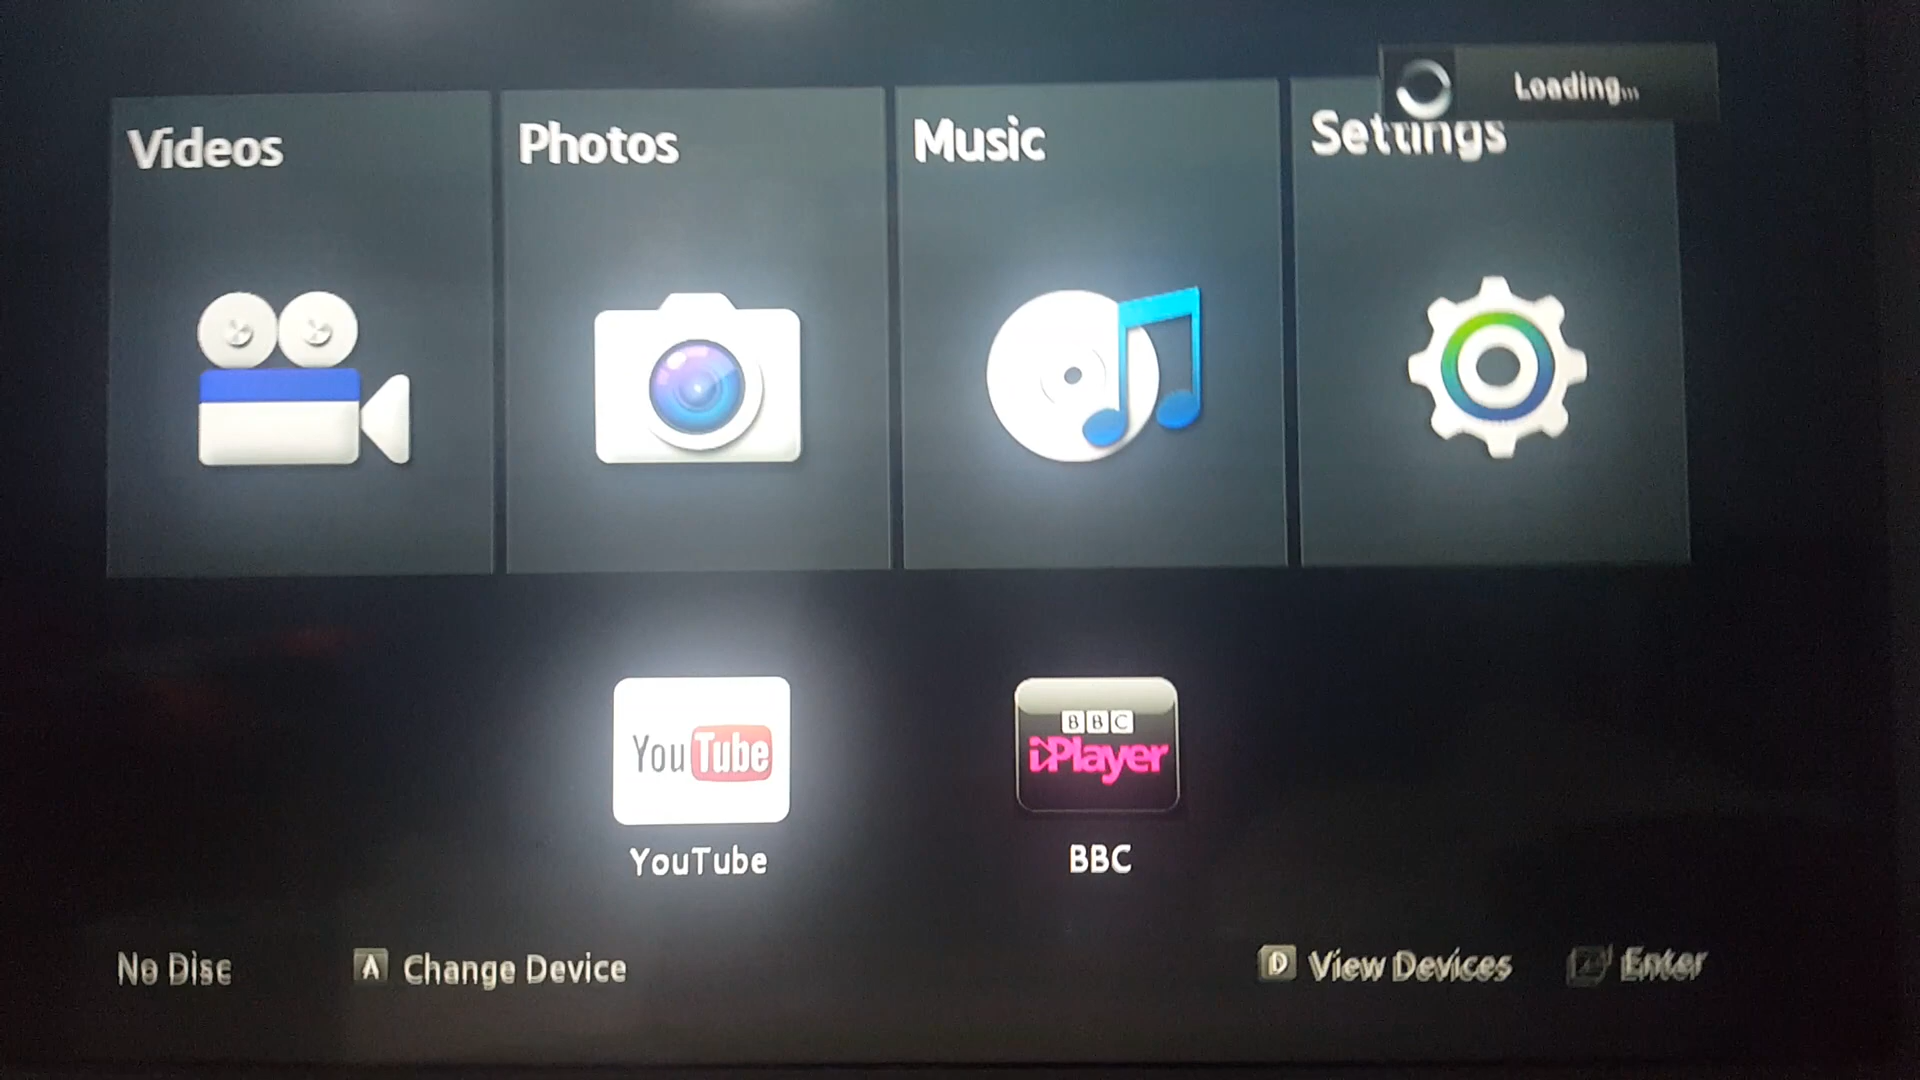 Loading...
Videos
Photos
Music
Settings
YouTube
BBC
iPlayer
YouTube
BBC
No Disc
A Change Device
D View Devices
Enter